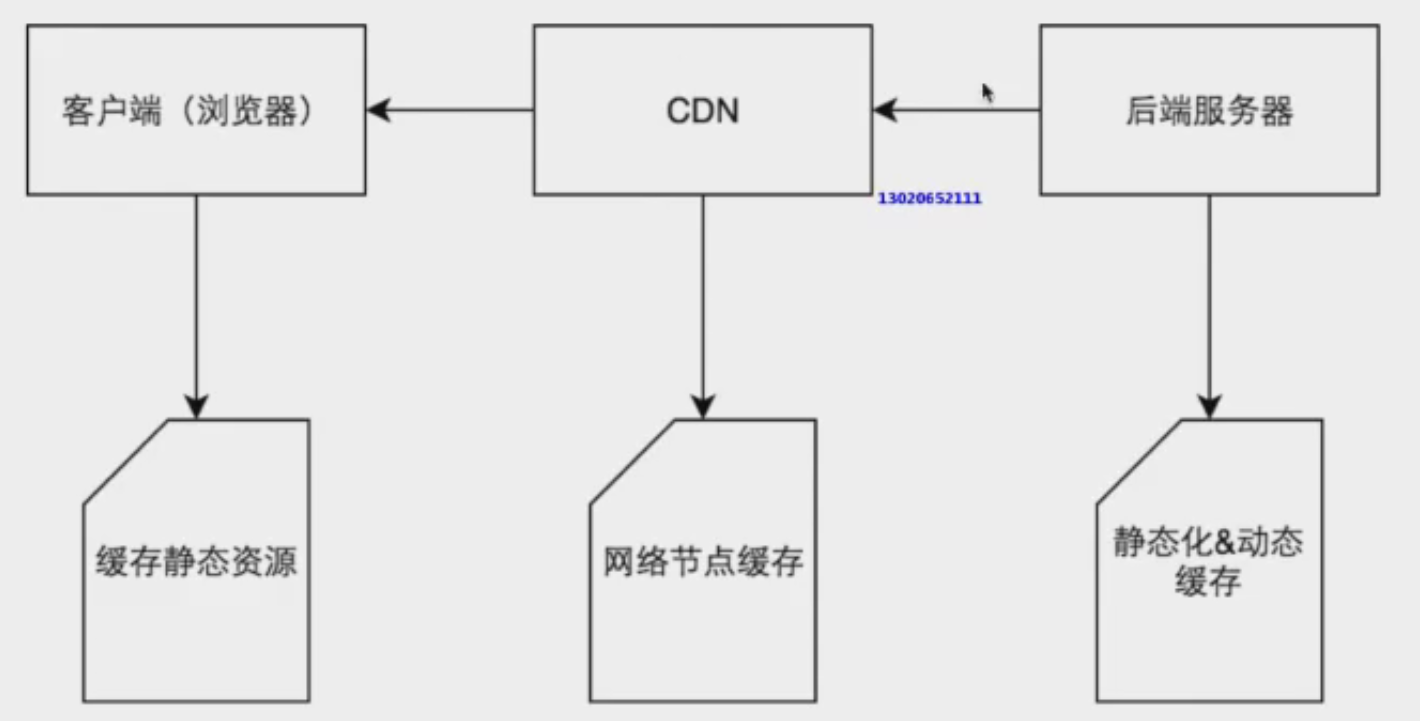 客户端（浏览器）
CDN
后端服务器
13020652111
缓存静态资源
网络节点缓存
静态化&动态
缓存